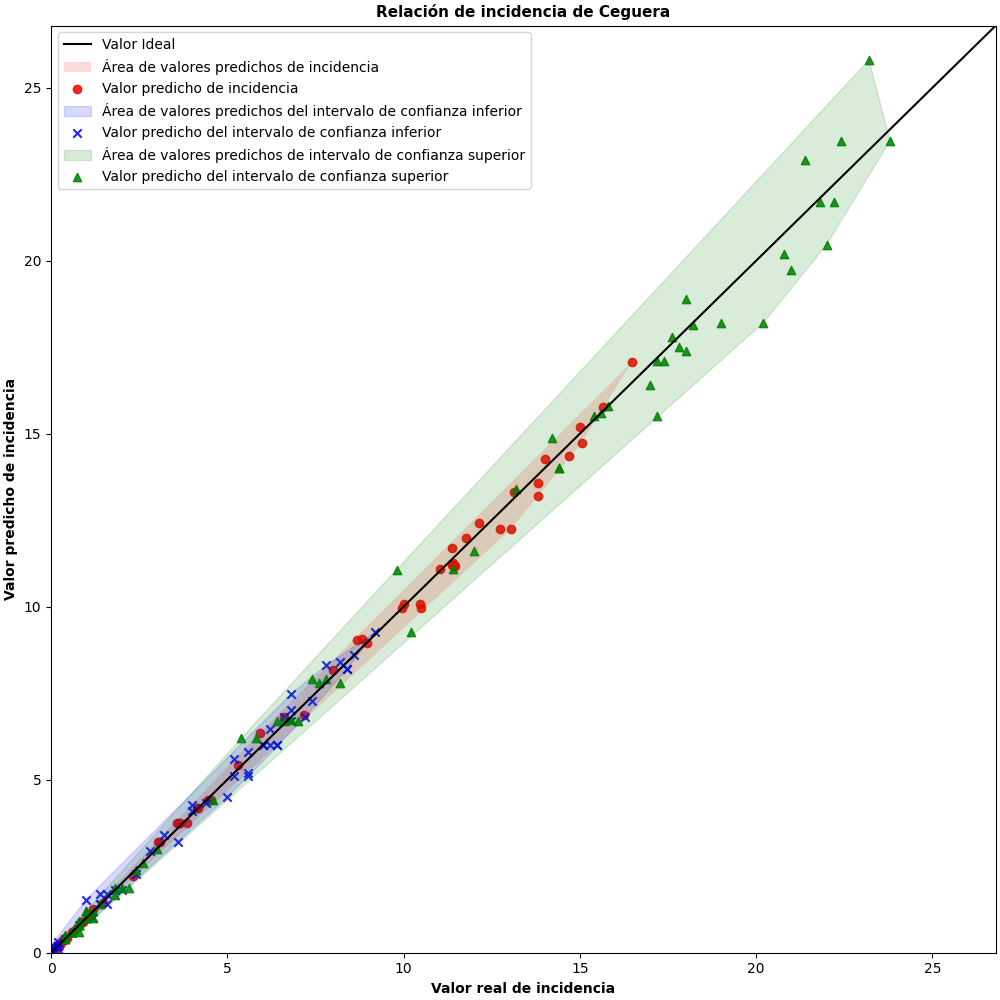 Relación de incidencia de Ceguera
Valor Ideal
Área de valores predichos de incidencia
Valor predicho de incidencia
Área de valores predichos del intervalo de confianza inferior
Valor predicho del intervalo de confianza inferior
Área de valores predichos de intervalo de confianza superior
Valor predicho del intervalo de confianza superior
Valor predicho de incidencia
25
20
15
10
5
0
0 5 10 15 20 25
Valor real de incidencia